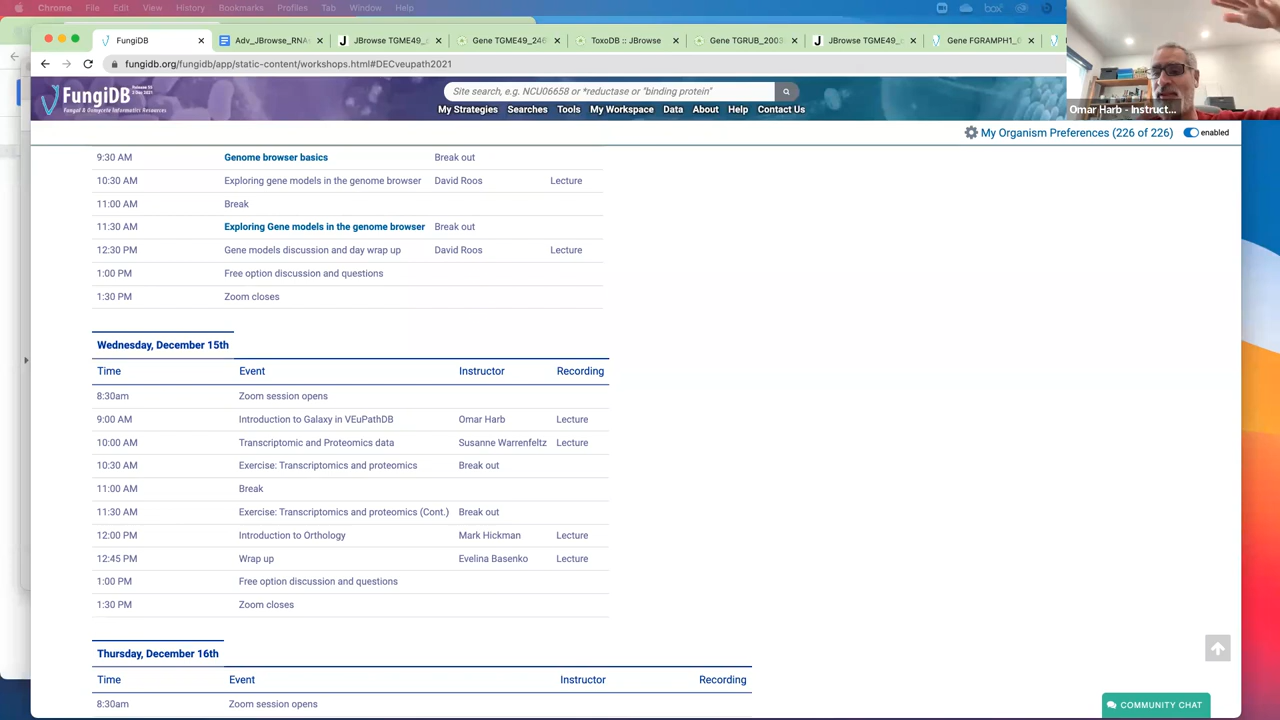 Chrome File Edit View History Bookmarks Profiles Tab Window Help
FungiDB Adv_JBrowse_RNA JBrowse TGME49_ Gene TGME49_246 ToxoDB :: JBrowse Gene TGRUB_2003 JBrowse TGME49_ Gene FGRAMPH1_
fungidb.org/fungidb/app/static-content/workshops.html#DECveupath2021
FungiDB
Fungal & Oomycete Informatics Resources
Site search, e.g. NCU06658 or *reductase or "binding protein"
My Strategies Searches Tools My Workspace Data About Help Contact Us
Omar Harb - Instruct...
My Organism Preferences (226 of 226) enabled
9:30 AM Genome browser basics Break out
10:30 AM Exploring gene models in the genome browser David Roos Lecture
11:00 AM Break
11:30 AM Exploring Gene models in the genome browser Break out
12:30 PM Gene models discussion and day wrap up David Roos Lecture
1:00 PM Free option discussion and questions
1:30 PM Zoom closes
Wednesday, December 15th
Time Event Instructor Recording
8:30am Zoom session opens
9:00 AM Introduction to Galaxy in VEuPathDB Omar Harb Lecture
10:00 AM Transcriptomic and Proteomics data Susanne Warrenfeltz Lecture
10:30 AM Exercise: Transcriptomics and proteomics Break out
11:00 AM Break
11:30 AM Exercise: Transcriptomics and proteomics (Cont.) Break out
12:00 PM Introduction to Orthology Mark Hickman Lecture
12:45 PM Wrap up Evelina Basenko Lecture
1:00 PM Free option discussion and questions
1:30 PM Zoom closes
Thursday, December 16th
Time Event Instructor Recording
8:30am Zoom session opens
COMMUNITY CHAT